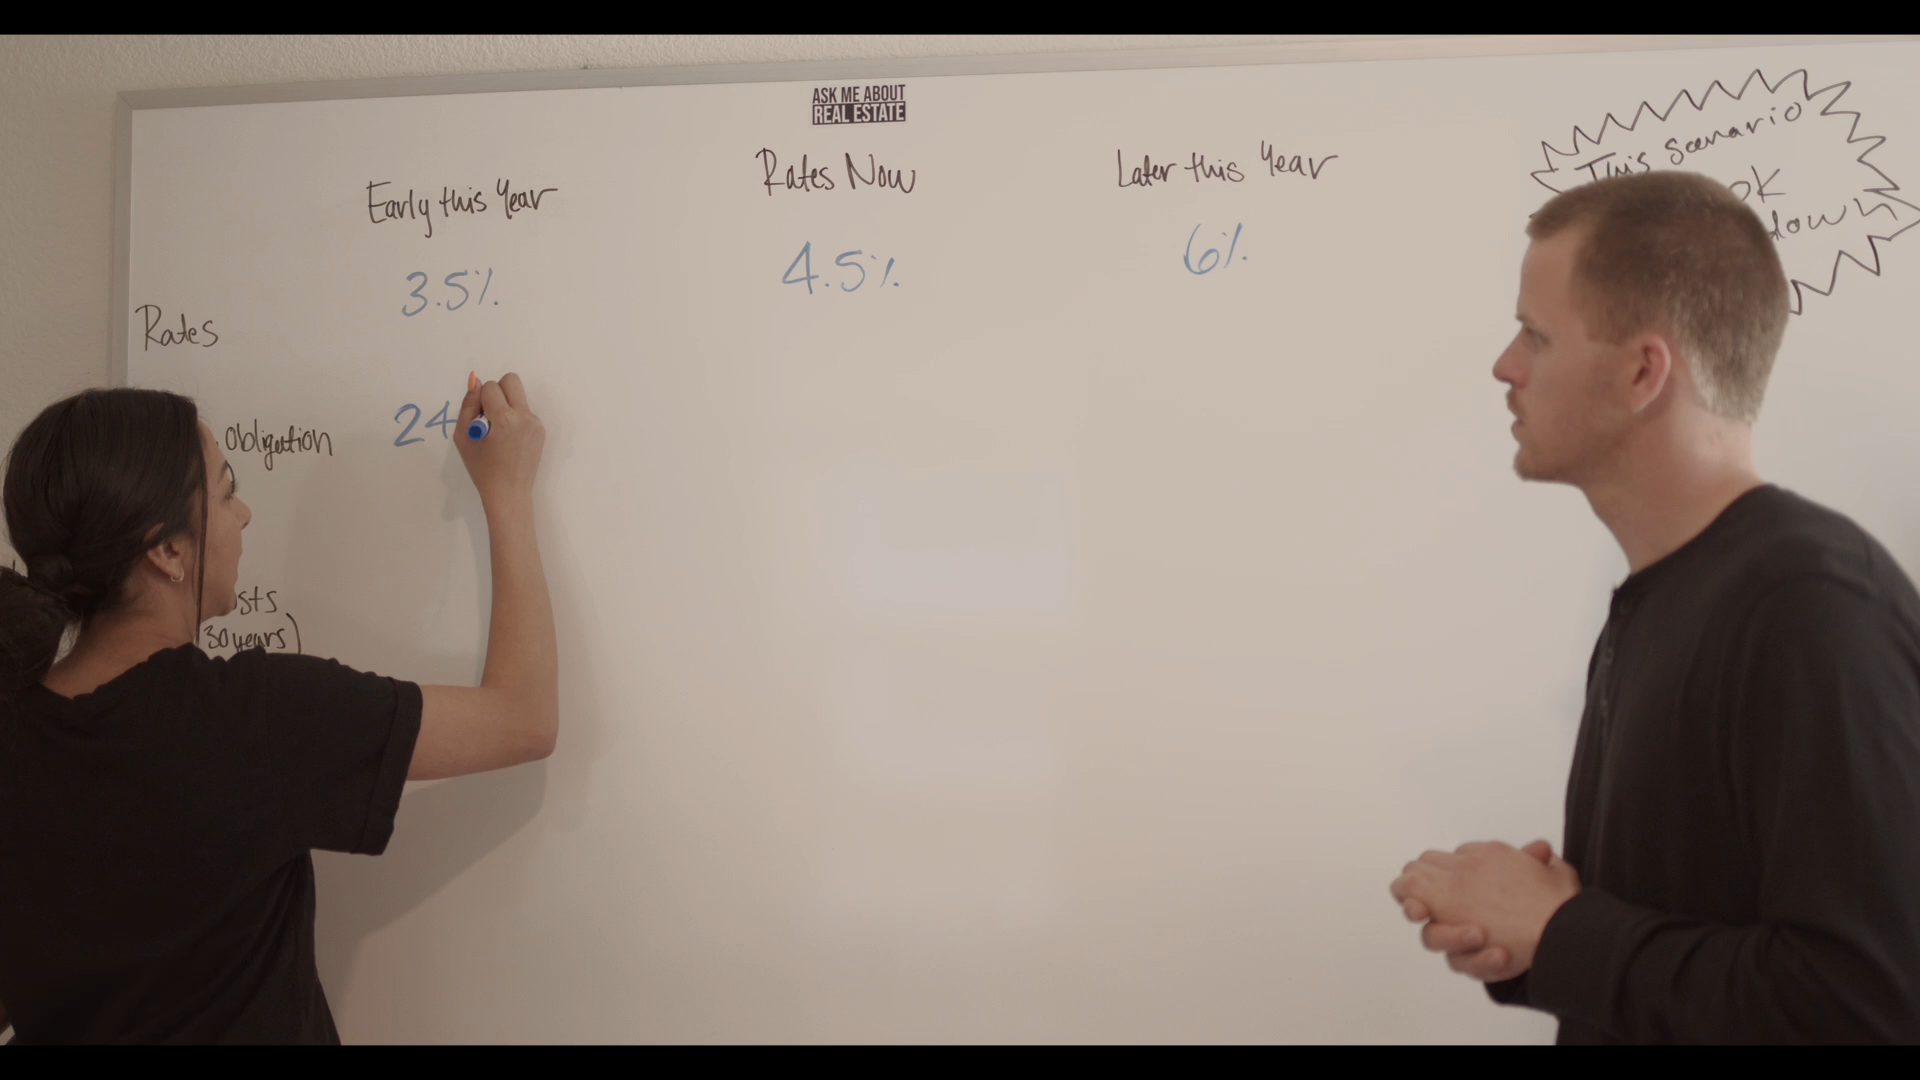 ASK ME ABOUT
REAL ESTATE
Early this Year
Rates Now
Later this Year
This scenario
down
3.5%
4.5%
6%
Rates
obligation
24
30 years)